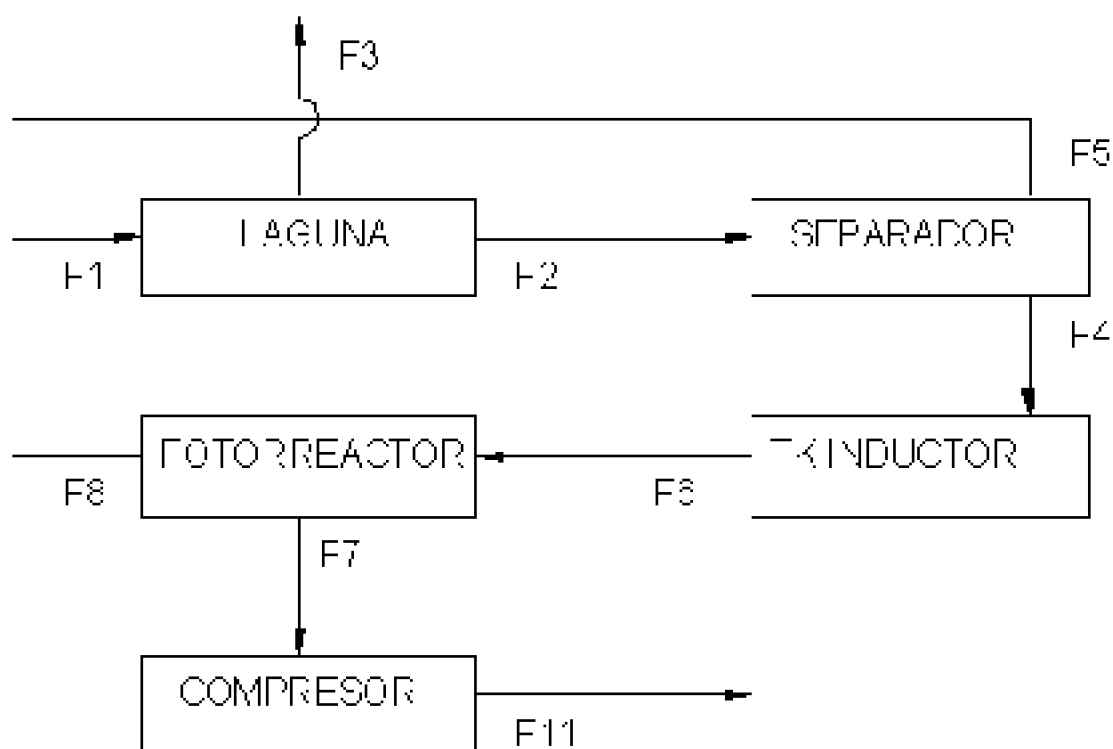 F3
F5
LAGUNA
SEPARADOR
F1
F2
F4
FOTORREACTOR
TK INDUCTOR
F8
F6
F7
COMPRESOR
F11